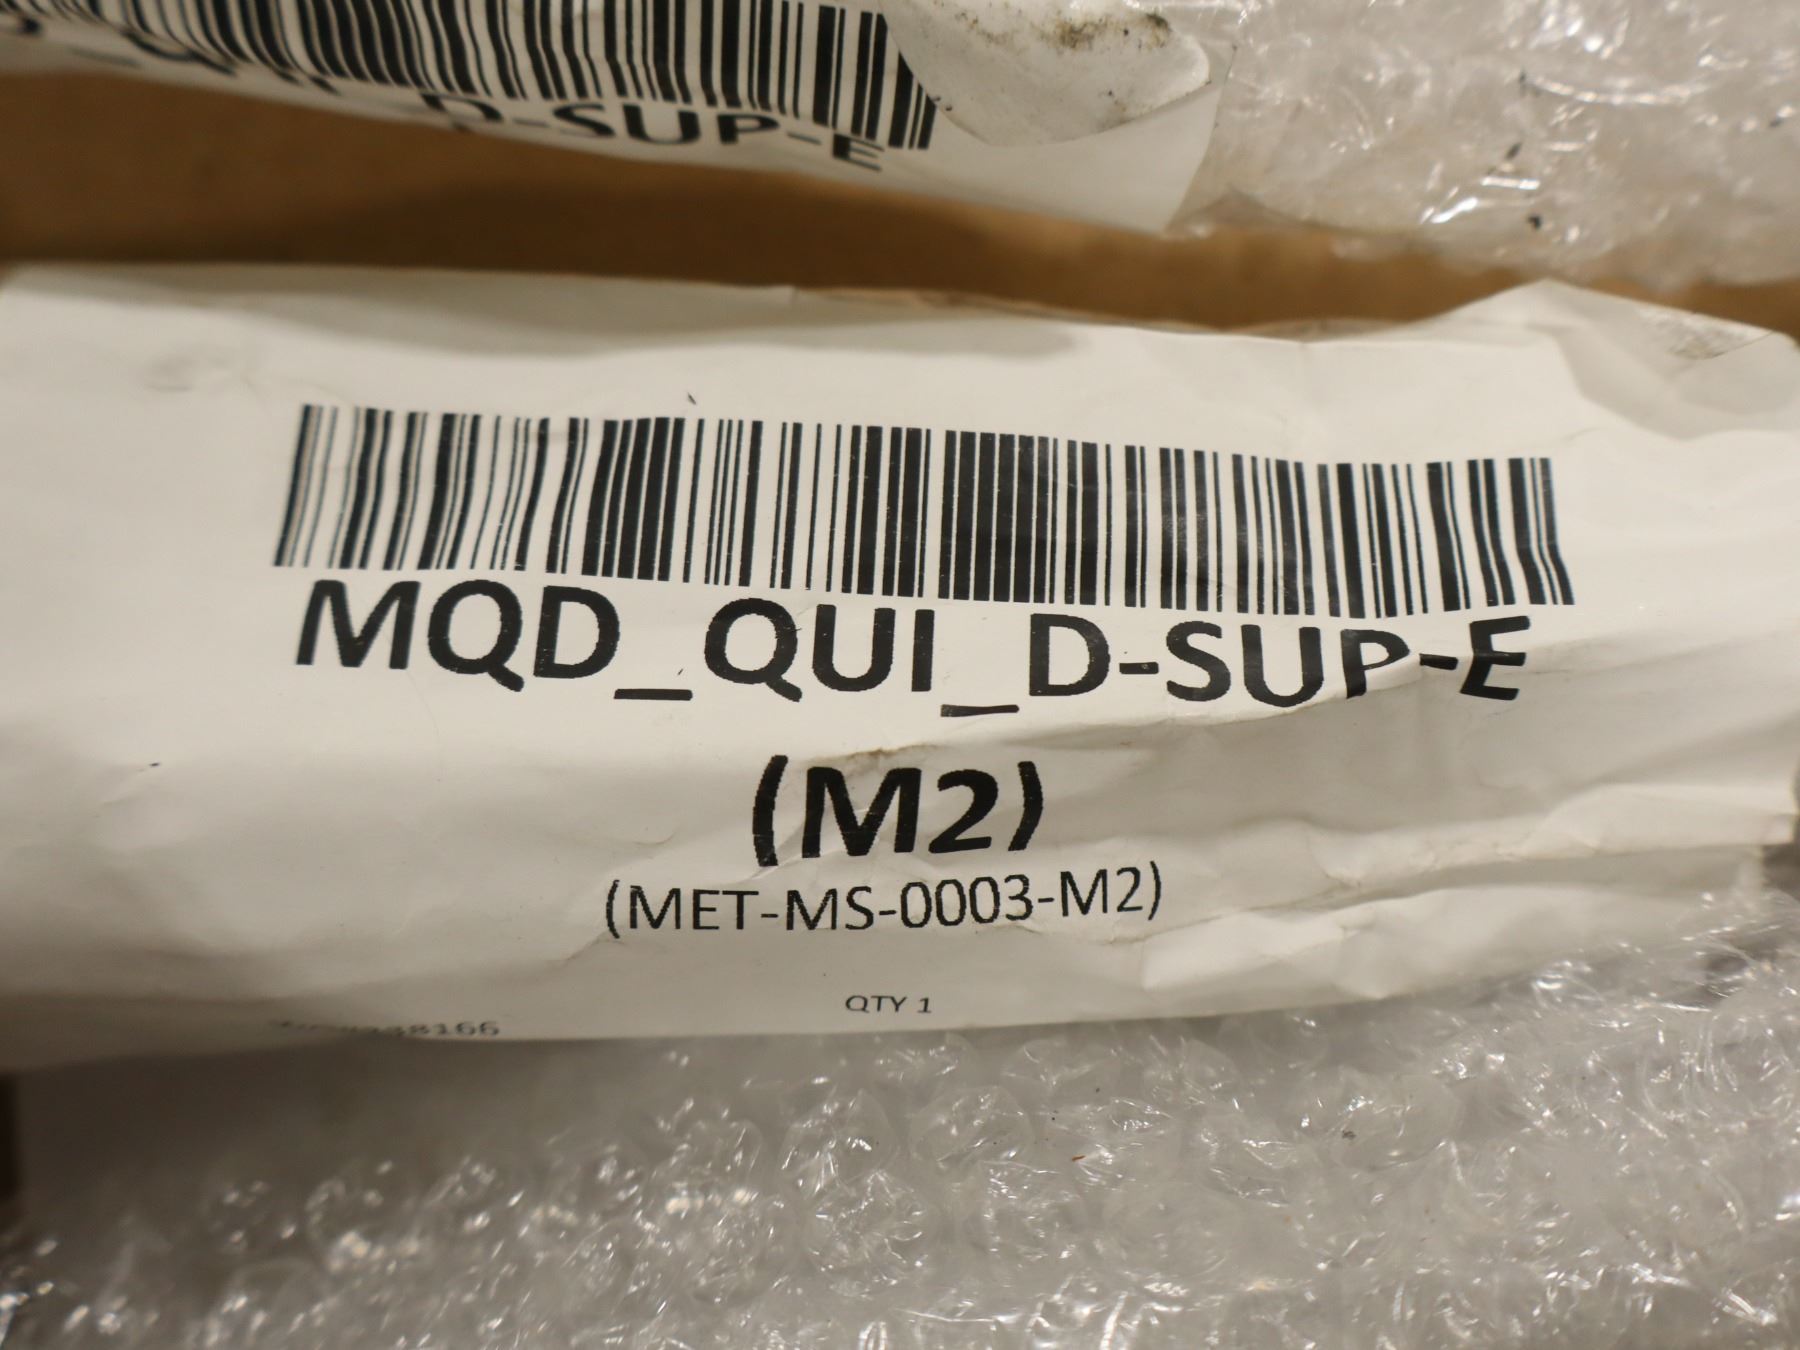 D-SUP-E
MQD_QUI_D-SUP-E
(M2)
(MET-MS-0003-M2)
QTY 1